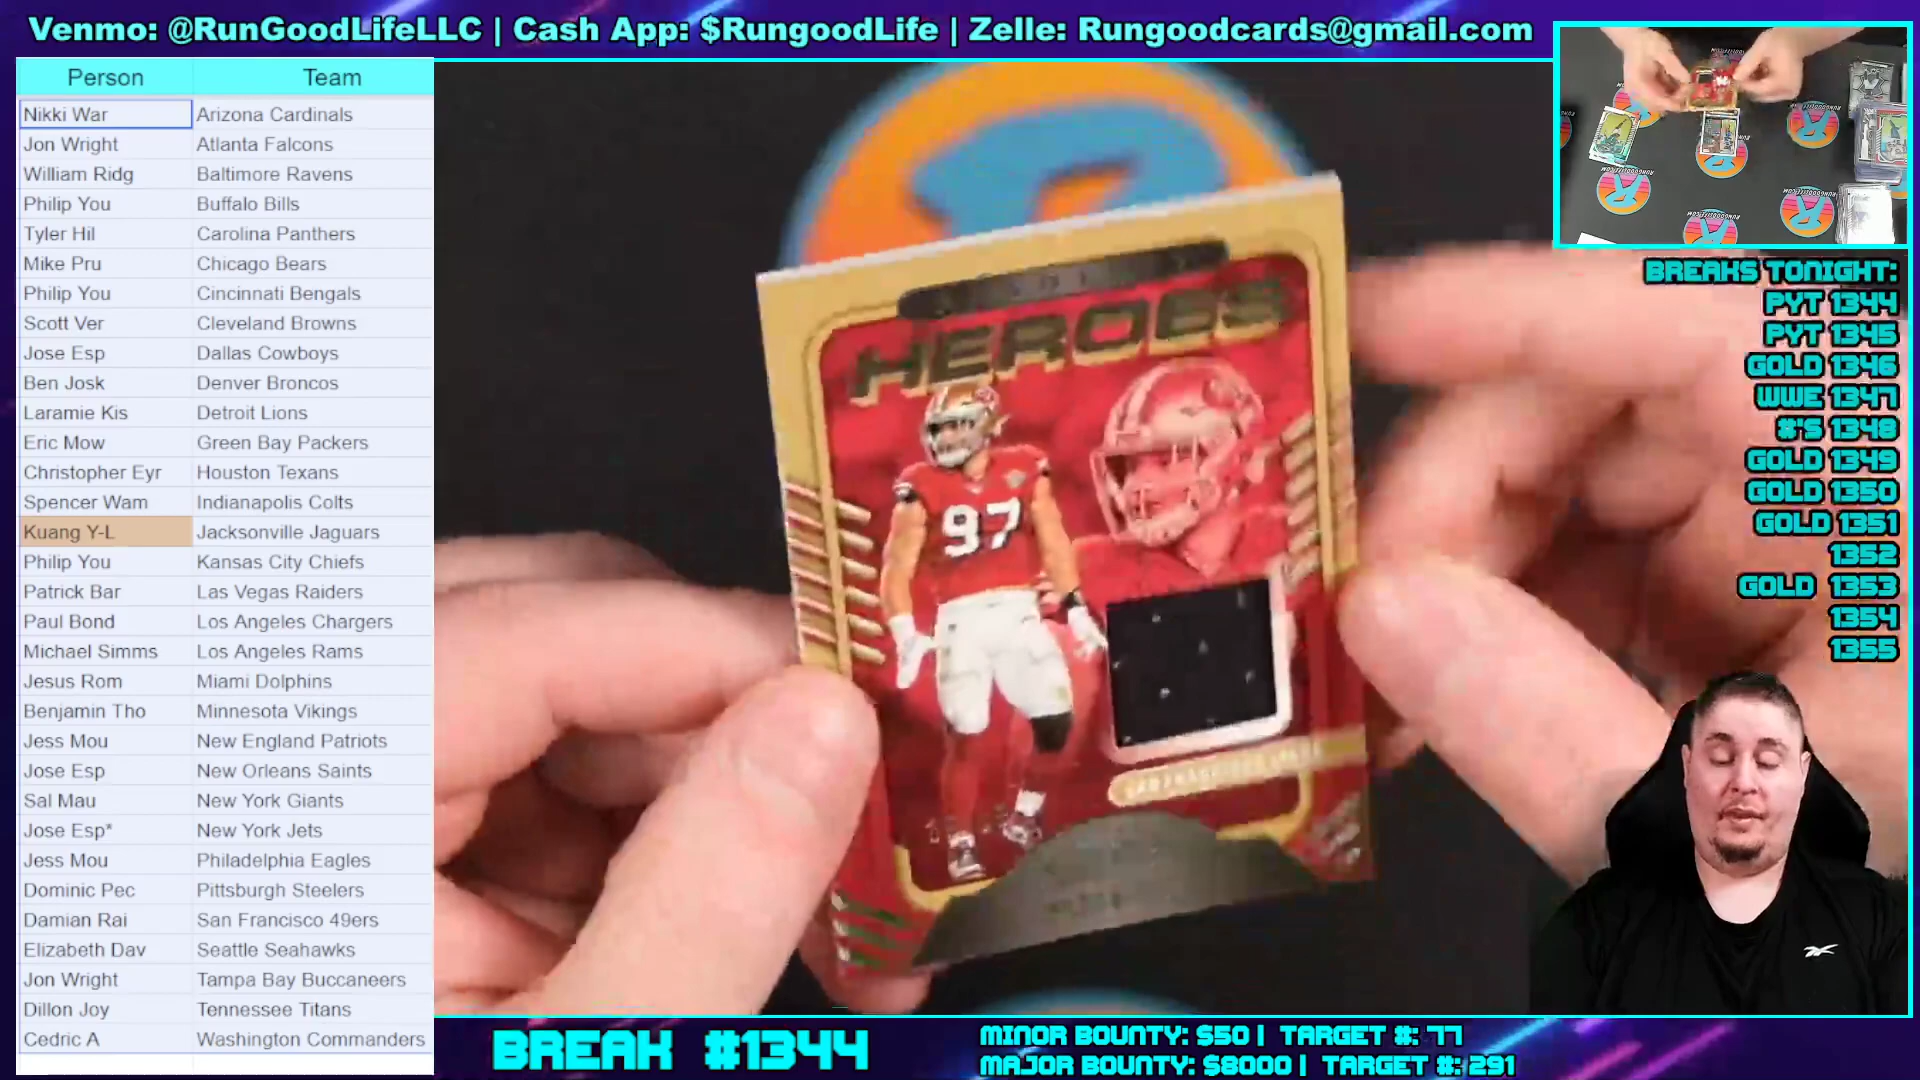 Venmo: @RunGoodLifeLLC | Cash App: $RungoodLife | Zelle: Rungoodcards@gmail.com
Person Team
Nikki War Arizona Cardinals
Jon Wright Atlanta Falcons
William Ridg Baltimore Ravens
Philip You Buffalo Bills
Tyler Hil Carolina Panthers
Mike Pru Chicago Bears
Philip You Cincinnati Bengals
Scott Ver Cleveland Browns
Jose Esp Dallas Cowboys
Ben Josk Denver Broncos
Laramie Kis Detroit Lions
Eric Mow Green Bay Packers
Christopher Eyr Houston Texans
Spencer Wam Indianapolis Colts
Kuang Y-L Jacksonville Jaguars
Philip You Kansas City Chiefs
Patrick Bar Las Vegas Raiders
Paul Bond Los Angeles Chargers
Michael Simms Los Angeles Rams
Jesus Rom Miami Dolphins
Benjamin Tho Minnesota Vikings
Jess Mou New England Patriots
Jose Esp New Orleans Saints
Sal Mau New York Giants
Jose Esp* New York Jets
Jess Mou Philadelphia Eagles
Dominic Pec Pittsburgh Steelers
Damian Rai San Francisco 49ers
Elizabeth Dav Seattle Seahawks
Jon Wright Tampa Bay Buccaneers
Dillon Joy Tennessee Titans
Cedric A Washington Commanders
HEROES
97
BREAKS TONIGHT:
PYT 1344
PYT 1345
GOLD 1346
WWE 1347
#'S 1348
GOLD 1349
GOLD 1350
GOLD 1351
1352
GOLD 1353
1354
1355
BREAK #1344
MINOR BOUNTY: $50 | TARGET #: 77
MAJOR BOUNTY: $8000 | TARGET #: 291